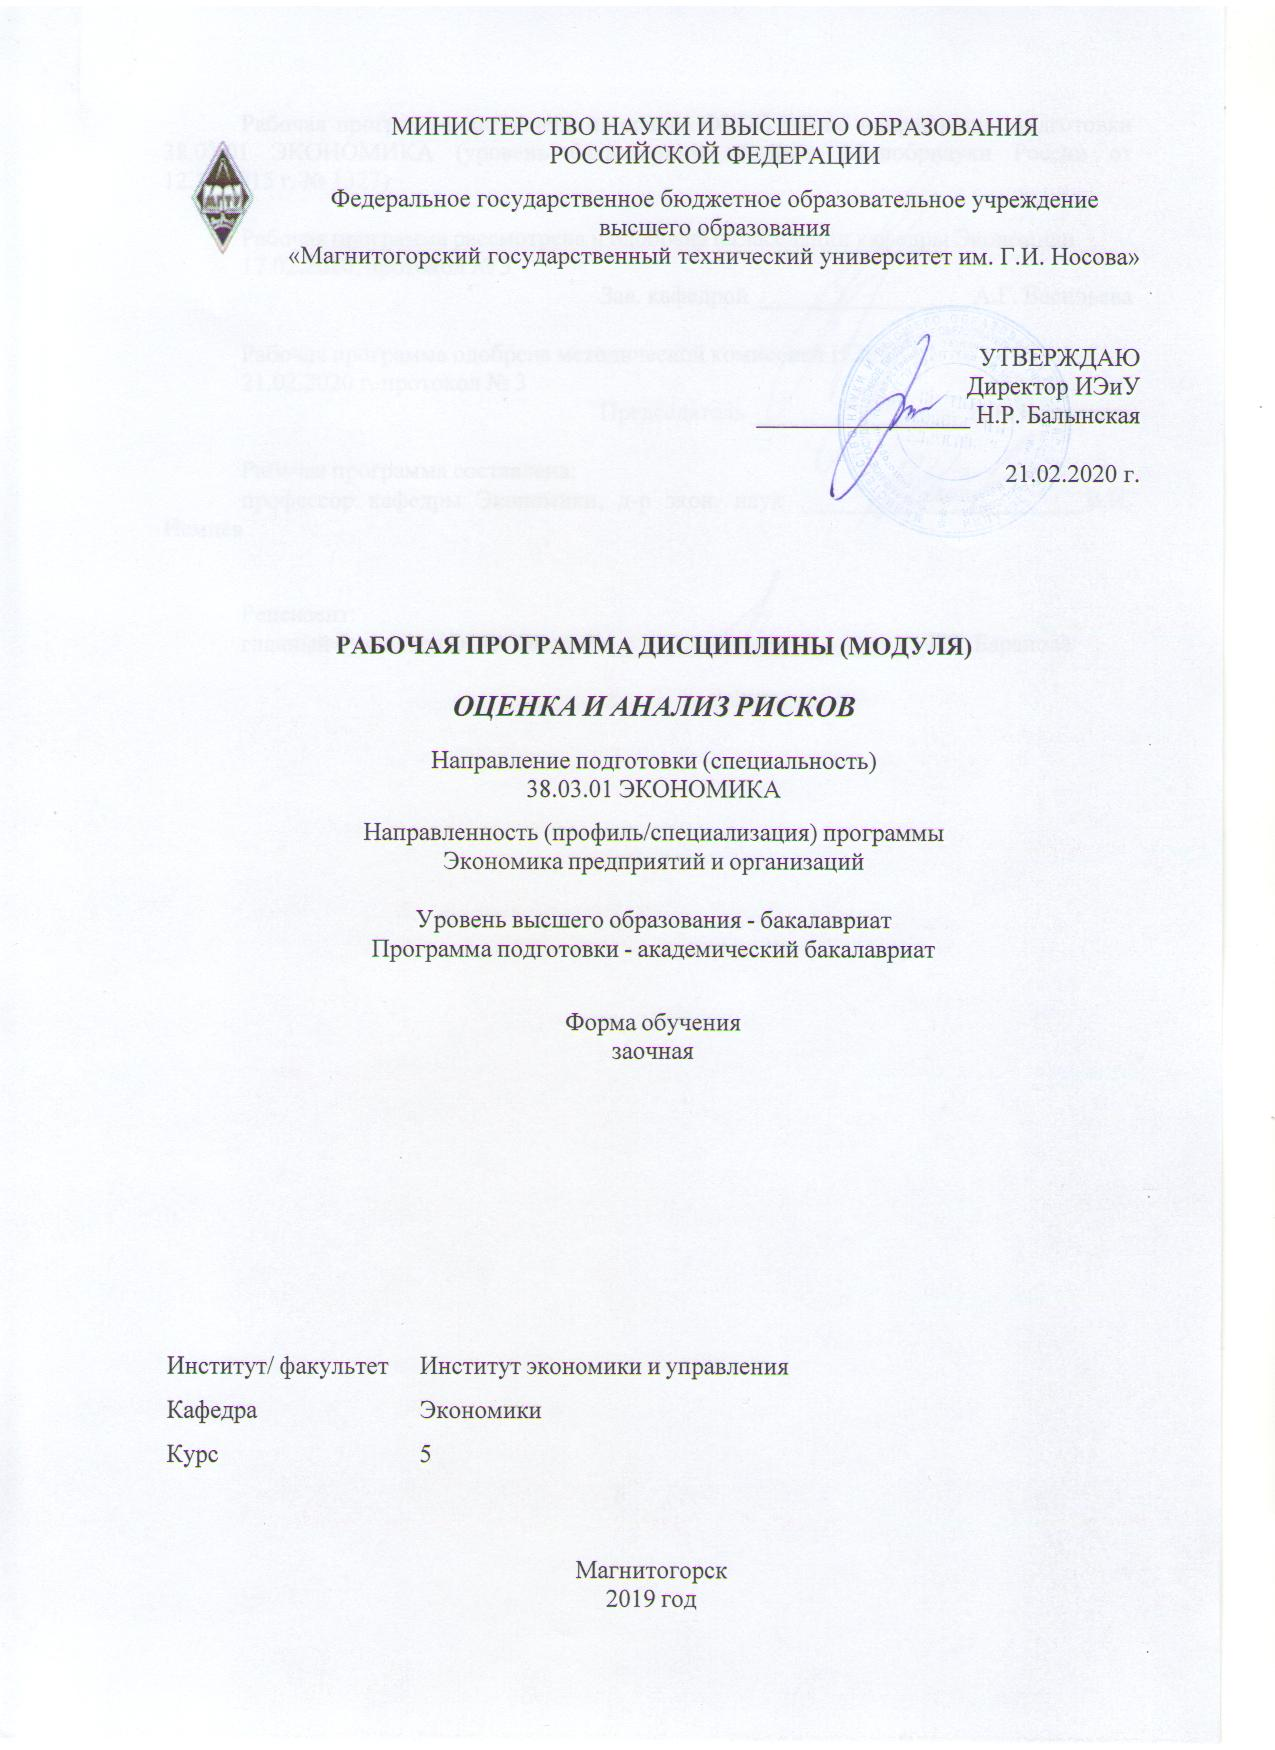 МИНИСТЕРСТВО НАУКИ И ВЫСШЕГО ОБРАЗОВАНИЯ
РОССИЙСКОЙ ФЕДЕРАЦИИ
МГТУ
Федеральное государственное бюджетное образовательное учреждение
высшего образования
«Магнитогорский государственный технический университет им. Г.И. Носова»
УТВЕРЖДАЮ
Директор ИЭиУ
Н.Р. Балынская
21.02.2020 г.
РАБОЧАЯ ПРОГРАММА ДИСЦИПЛИНЫ (МОДУЛЯ)
ОЦЕНКА И АНАЛИЗ РИСКОВ
Направление подготовки (специальность)
38.03.01 ЭКОНОМИКА
Направленность (профиль/специализация) программы
Экономика предприятий и организаций
Уровень высшего образования - бакалавриат
Программа подготовки - академический бакалавриат
Форма обучения
заочная
Институт/ факультет Институт экономики и управления
Кафедра Экономики
Курс 5
Магнитогорск
2019 год